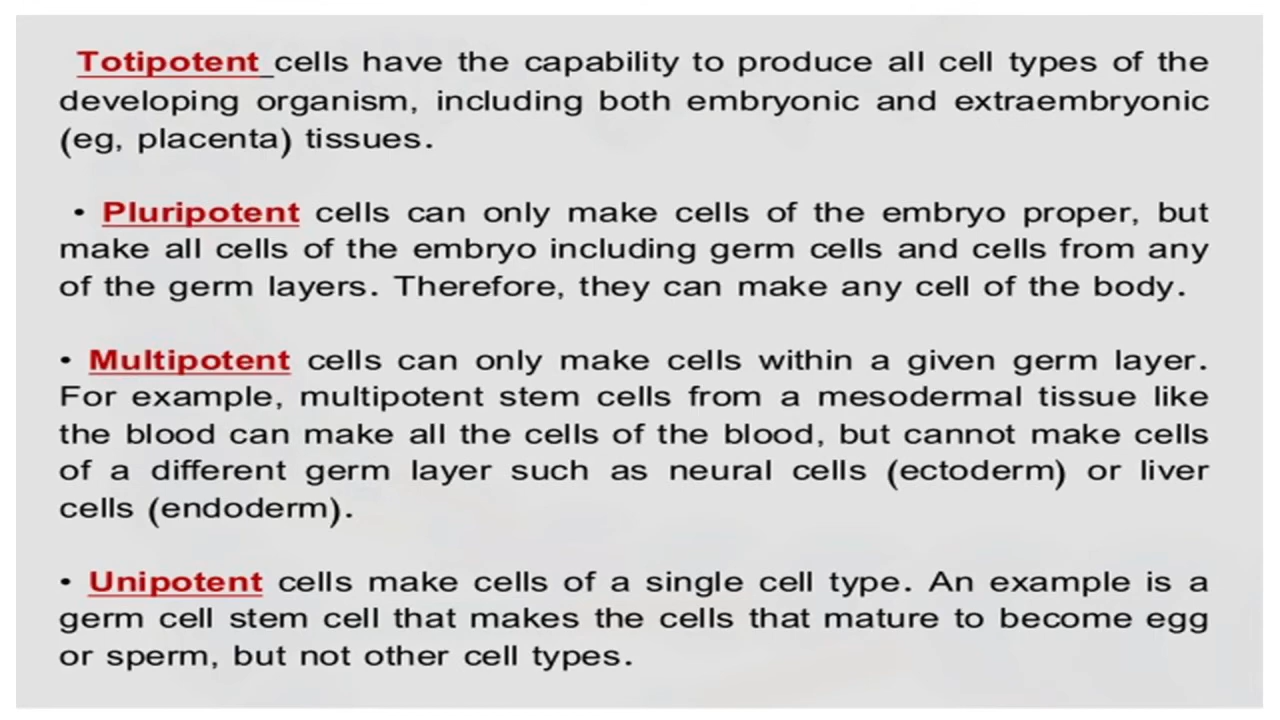 Totipotent cells have the capability to produce all cell types of the
developing organism, including both embryonic and extraembryonic
(eg, placenta) tissues.
• Pluripotent cells can only make cells of the embryo proper, but
make all cells of the embryo including germ cells and cells from any
of the germ layers. Therefore, they can make any cell of the body.
• Multipotent cells can only make cells within a given germ layer.
For example, multipotent stem cells from a mesodermal tissue like
the blood can make all the cells of the blood, but cannot make cells
of a different germ layer such as neural cells (ectoderm) or liver
cells (endoderm).
• Unipotent cells make cells of a single cell type. An example is a
germ cell stem cell that makes the cells that mature to become egg
or sperm, but not other cell types.